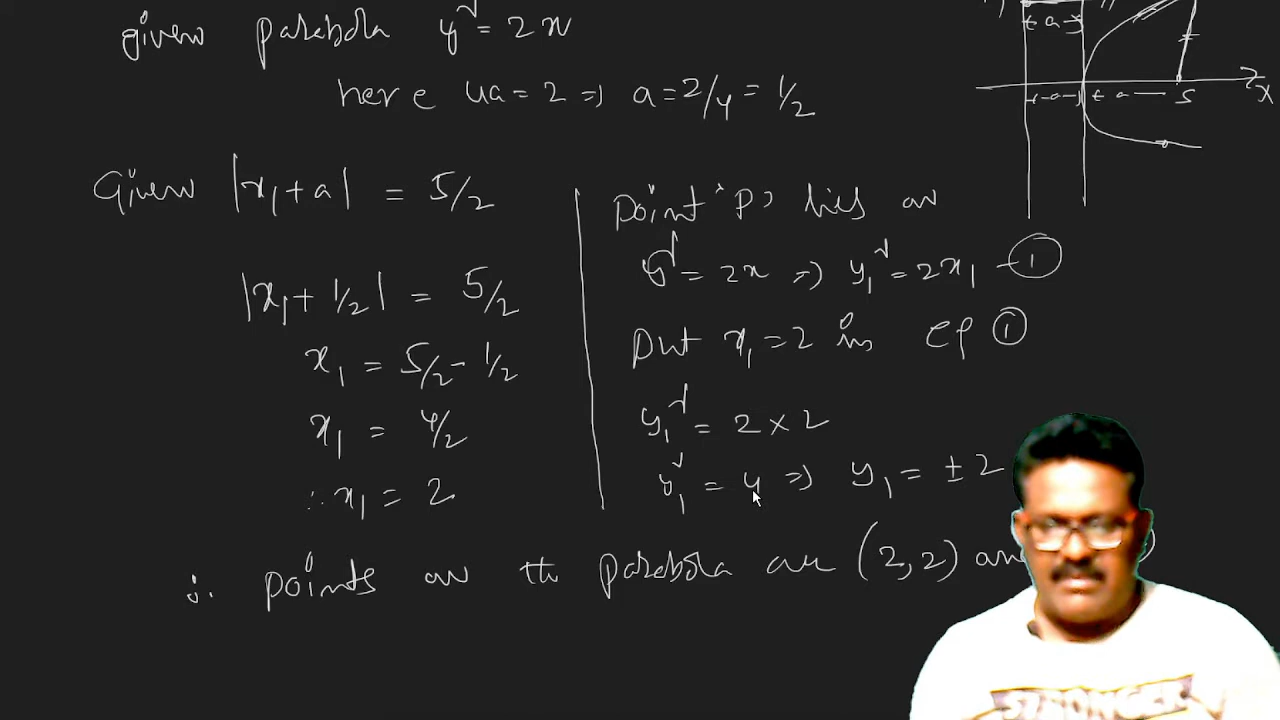 given parabola y² = 2x
here 4a = 2 ⇒ a = 2/4 = 1/2
Given |x₁ + a| = 5/2
|x₁ + 1/2| = 5/2
x₁ = 5/2 - 1/2
x₁ = 4/2
∴ x₁ = 2
Point 'P' lies on
y² = 2x ⇒ y₁² = 2x₁ - ①
Put x₁ = 2 in eq ①
y₁² = 2 × 2
y₁² = 4 ⇒ y₁ = ± 2
∴ points on the parabola are (2, 2) an
a
a a S X
STRONGER